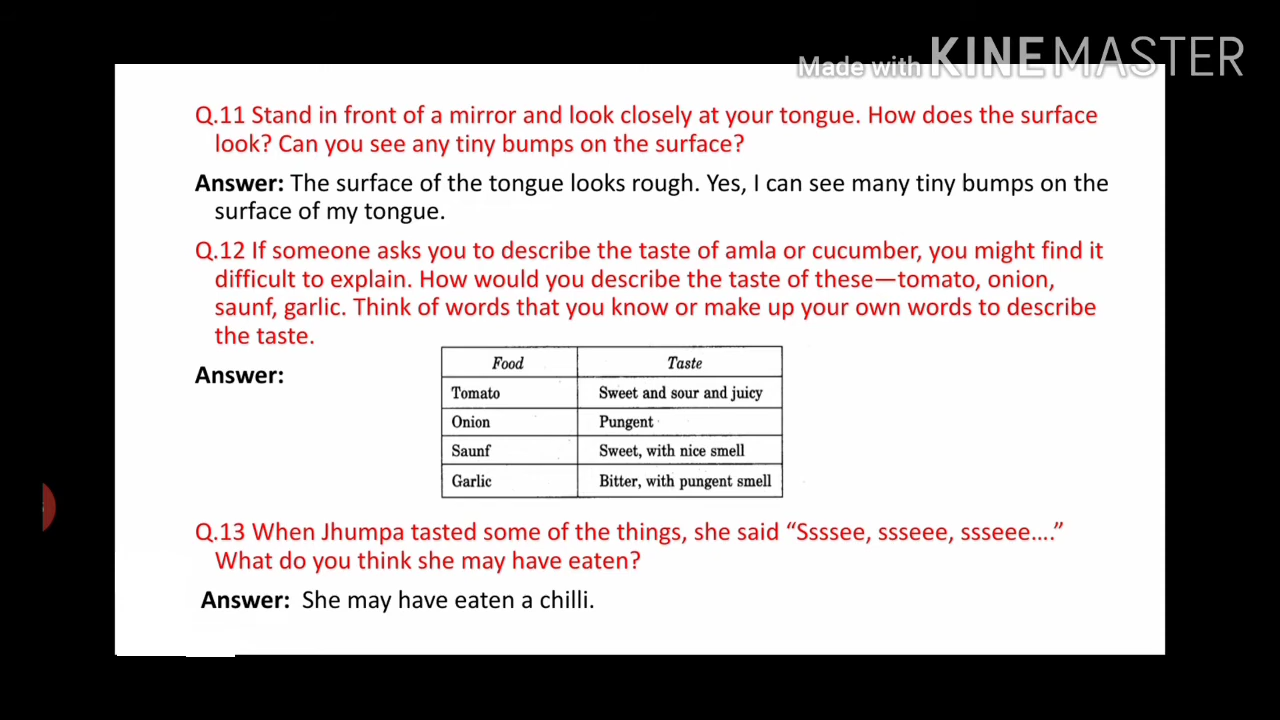 Made with KINEMASTER
Q.11 Stand in front of a mirror and look closely at your tongue. How does the surface
look? Can you see any tiny bumps on the surface?
Answer: The surface of the tongue looks rough. Yes, I can see many tiny bumps on the
surface of my tongue.
Q.12 If someone asks you to describe the taste of amla or cucumber, you might find it
difficult to explain. How would you describe the taste of these—tomato, onion,
saunf, garlic. Think of words that you know or make up your own words to describe
the taste.
Answer:
Food Taste
Tomato Sweet and sour and juicy
Onion Pungent
Saunf Sweet, with nice smell
Garlic Bitter, with pungent smell
Q.13 When Jhumpa tasted some of the things, she said “Ssssee, ssseee, ssseee....”
What do you think she may have eaten?
Answer: She may have eaten a chilli.